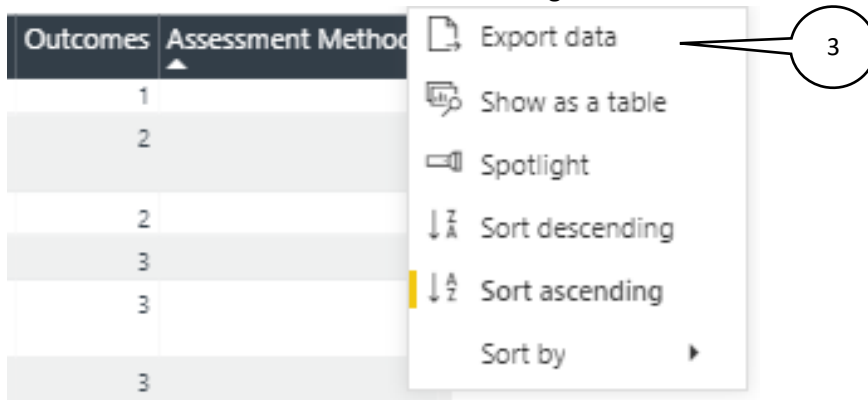 Outcomes Assessment Method
1
2
2
3
3
3
Export data
Show as a table
Spotlight
Sort descending
Sort ascending
Sort by
3